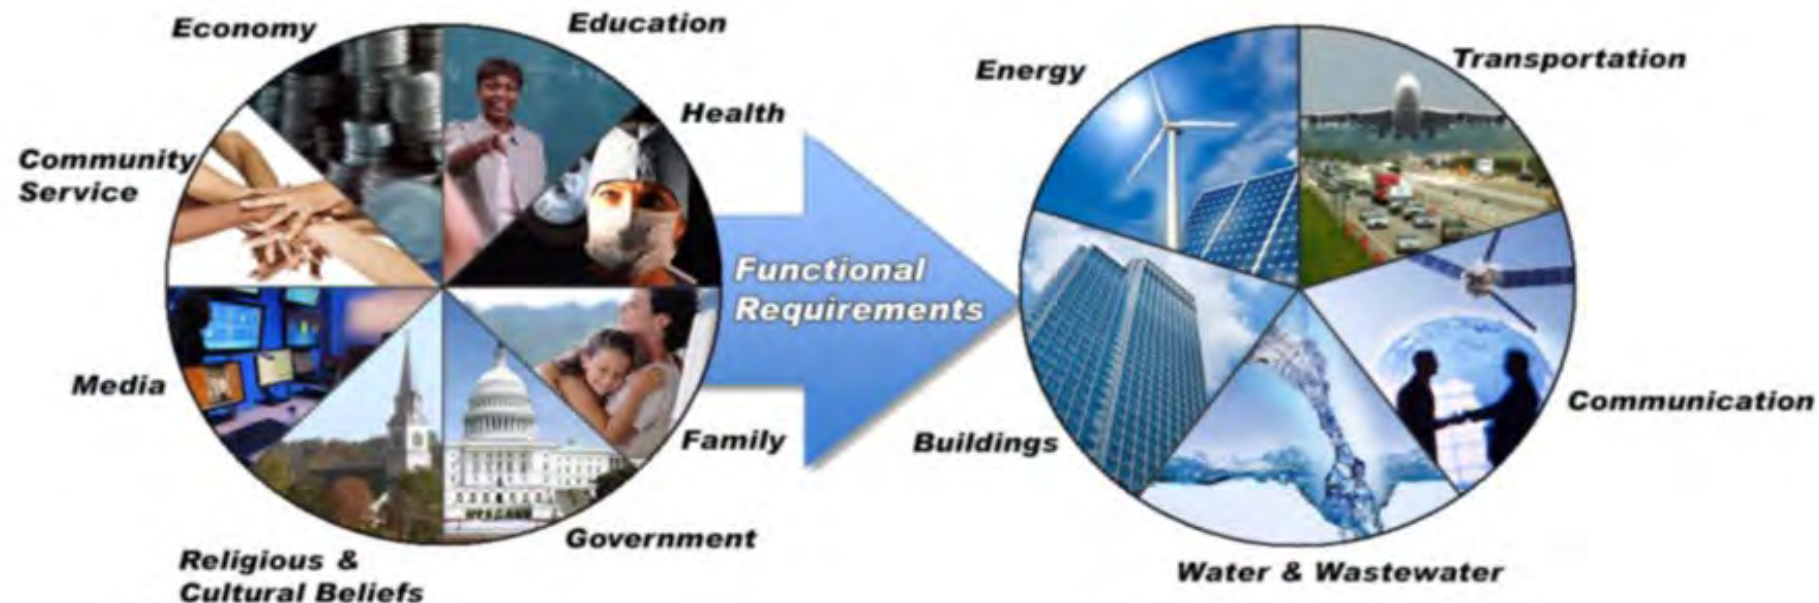 Economy
Education
Health
Community
Service
Media
Religious &
Cultural Beliefs
Government
Family
Functional
Requirements
Energy
Transportation
Buildings
Communication
Water & Wastewater